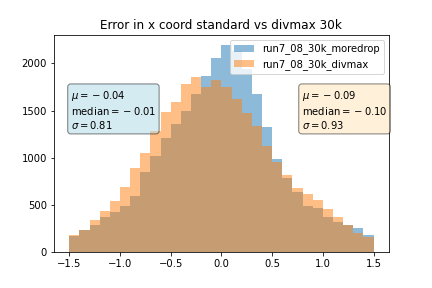 Error in x coord standard vs divmax 30k
run7_08_30k_moredrop
run7_08_30k_divmax
μ = −0.04
median = −0.01
σ = 0.81
μ = −0.09
median = −0.10
σ = 0.93
2000
1500
1000
500
0
−1.5 −1.0 −0.5 0.0 0.5 1.0 1.5